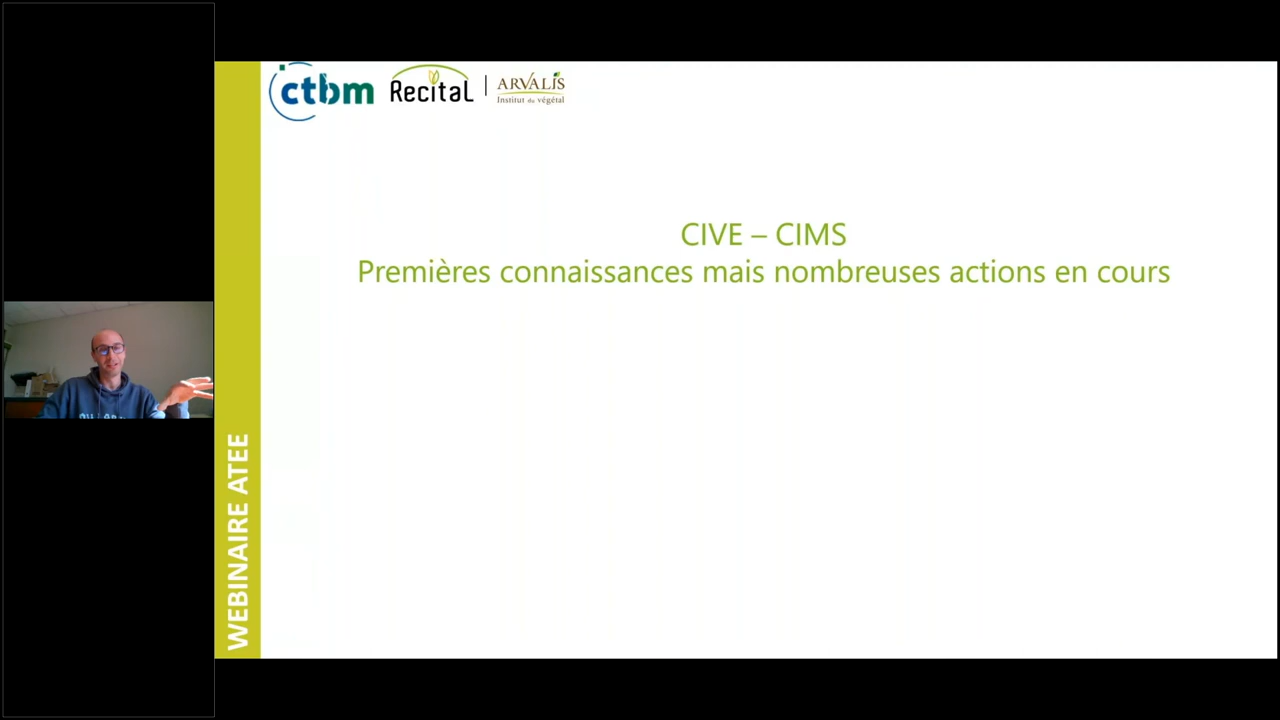 ctbm
Recital
ARVALIS
Institut du végétal
CIVE – CIMS
Premières connaissances mais nombreuses actions en cours
WEBINAIRE ATEE